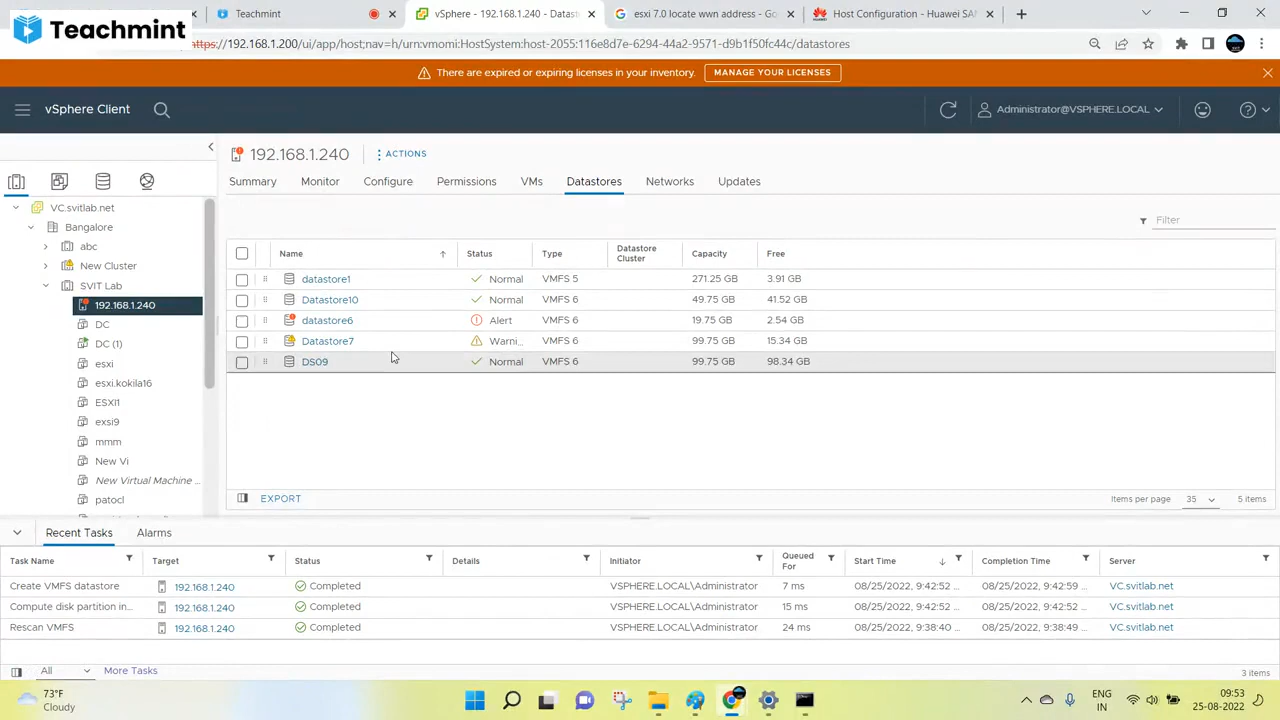 Teachmint
vSphere - 192.168.1.240 - Datasto
esxi 7.0 locate wwn address
Host Configuration - Huawei SAN
Teachmint
https://192.168.1.200/ui/app/host;nav=h/urn:vmomi:HostSystem:host-2055:116e8d7e-6294-44a2-9571-d9b1f50fc44c/datastores
There are expired or expiring licenses in your inventory. MANAGE YOUR LICENSES
vSphere Client
Administrator@VSPHERE.LOCAL
192.168.1.240 ACTIONS
Summary Monitor Configure Permissions VMs Datastores Networks Updates
VC.svitlab.net
Bangalore
abc
New Cluster
SVIT Lab
192.168.1.240
DC
DC (1)
esxi
esxi.kokila16
ESXI1
exsi9
mmm
New Vi
New Virtual Machine ...
patocl
Filter
Name Status Type Datastore Cluster Capacity Free
datastore1 Normal VMFS 5 271.25 GB 3.91 GB
Datastore10 Normal VMFS 6 49.75 GB 41.52 GB
datastore6 Alert VMFS 6 19.75 GB 2.54 GB
Datastore7 Warni... VMFS 6 99.75 GB 15.34 GB
DS09 Normal VMFS 6 99.75 GB 98.34 GB
EXPORT Items per page 35 5 items
Recent Tasks Alarms
Task Name Target Status Details Initiator Queued For Start Time Completion Time Server
Create VMFS datastore 192.168.1.240 Completed VSPHERE.LOCAL\Administrator 7 ms 08/25/2022, 9:42:52 ... 08/25/2022, 9:42:59 ... VC.svitlab.net
Compute disk partition in... 192.168.1.240 Completed VSPHERE.LOCAL\Administrator 15 ms 08/25/2022, 9:42:52 ... 08/25/2022, 9:42:52 ... VC.svitlab.net
Rescan VMFS 192.168.1.240 Completed VSPHERE.LOCAL\Administrator 24 ms 08/25/2022, 9:38:40 ... 08/25/2022, 9:38:49 ... VC.svitlab.net
All More Tasks 3 items
73°F
Cloudy
ENG
IN
09:53
25-08-2022